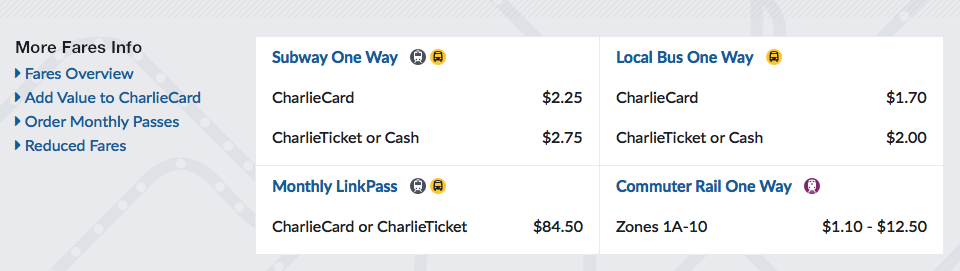 More Fares Info
Fares Overview
Add Value to CharlieCard
Order Monthly Passes
Reduced Fares
Subway One Way
CharlieCard $2.25
CharlieTicket or Cash $2.75
Local Bus One Way
CharlieCard $1.70
CharlieTicket or Cash $2.00
Monthly LinkPass
CharlieCard or CharlieTicket $84.50
Commuter Rail One Way
Zones 1A-10 $1.10 - $12.50